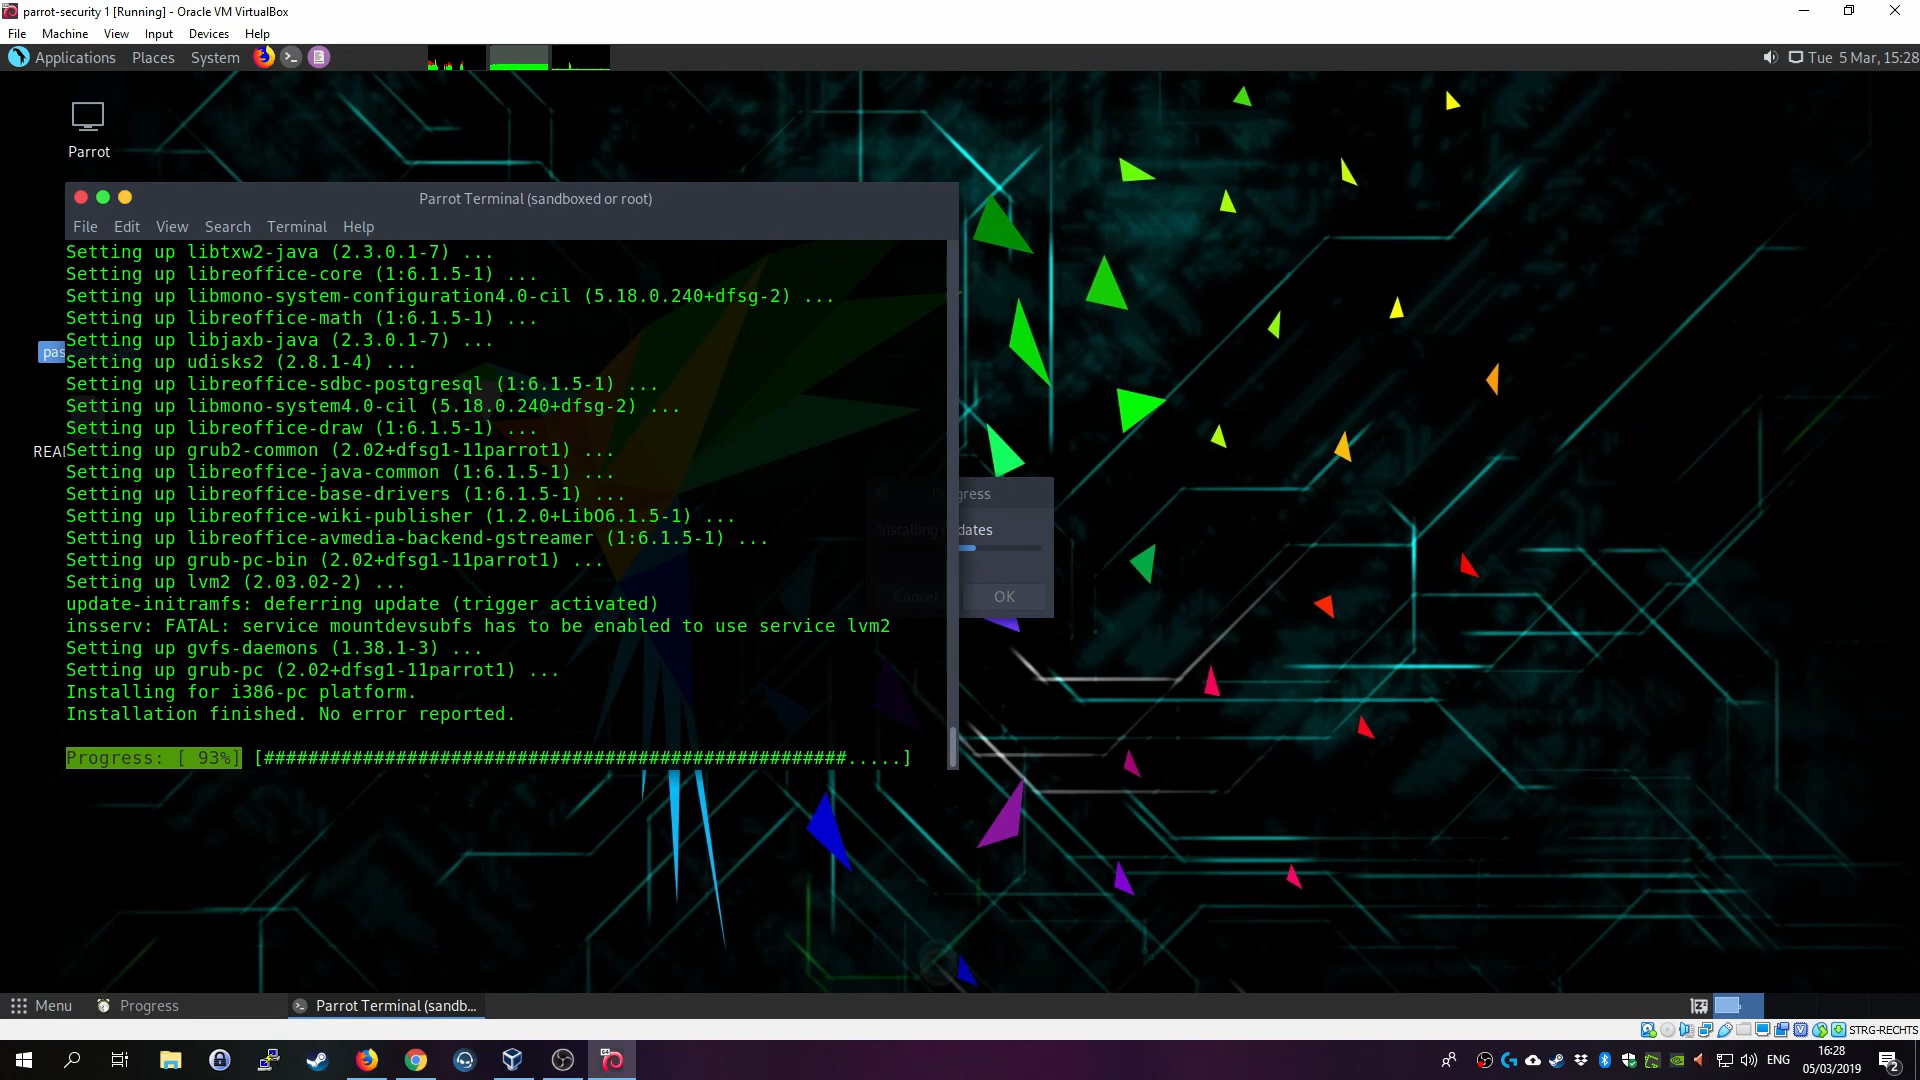 parrot-security 1 [Running] - Oracle VM VirtualBox
File Machine View Input Devices Help
Applications Places System
Tue 5 Mar, 15:28
Parrot
Parrot Terminal (sandboxed or root)
File Edit View Search Terminal Help
Setting up libtxw2-java (2.3.0.1-7) ...
Setting up libreoffice-core (1:6.1.5-1) ...
Setting up libmono-system-configuration4.0-cil (5.18.0.240+dfsg-2) ...
Setting up libreoffice-math (1:6.1.5-1) ...
Setting up libjaxb-java (2.3.0.1-7) ...
pas
Setting up udisks2 (2.8.1-4) ...
Setting up libreoffice-sdbc-postgresql (1:6.1.5-1) ...
Setting up libmono-system4.0-cil (5.18.0.240+dfsg-2) ...
Setting up libreoffice-draw (1:6.1.5-1) ...
REA
Setting up grub2-common (2.02+dfsg1-11parrot1) ...
Setting up libreoffice-java-common (1:6.1.5-1) ...
Setting up libreoffice-base-drivers (1:6.1.5-1) ...
Setting up libreoffice-wiki-publisher (1.2.0+LibO6.1.5-1) ...
Setting up libreoffice-avmedia-backend-gstreamer (1:6.1.5-1) ...
Setting up grub-pc-bin (2.02+dfsg1-11parrot1) ...
Setting up lvm2 (2.03.02-2) ...
update-initramfs: deferring update (trigger activated)
insserv: FATAL: service mountdevsubfs has to be enabled to use service lvm2
Setting up gvfs-daemons (1.38.1-3) ...
Setting up grub-pc (2.02+dfsg1-11parrot1) ...
Installing for i386-pc platform.
Installation finished. No error reported.
Progress: [ 93%] [#####################################################.....]
Progress
Installing updates
Cancel OK
Menu Progress Parrot Terminal (sandb...
STRG-RECHTS
ENG
16:28
05/03/2019
2